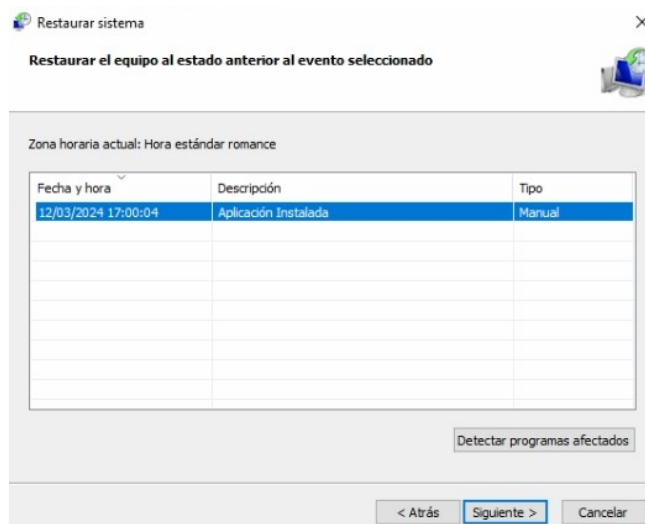 Restaurar sistema
Restaurar el equipo al estado anterior al evento seleccionado
Zona horaria actual: Hora estándar romance
Fecha y hora Descripción Tipo
12/03/2024 17:00:04 Aplicación Instalada Manual
Detectar programas afectados
< Atrás Siguiente > Cancelar